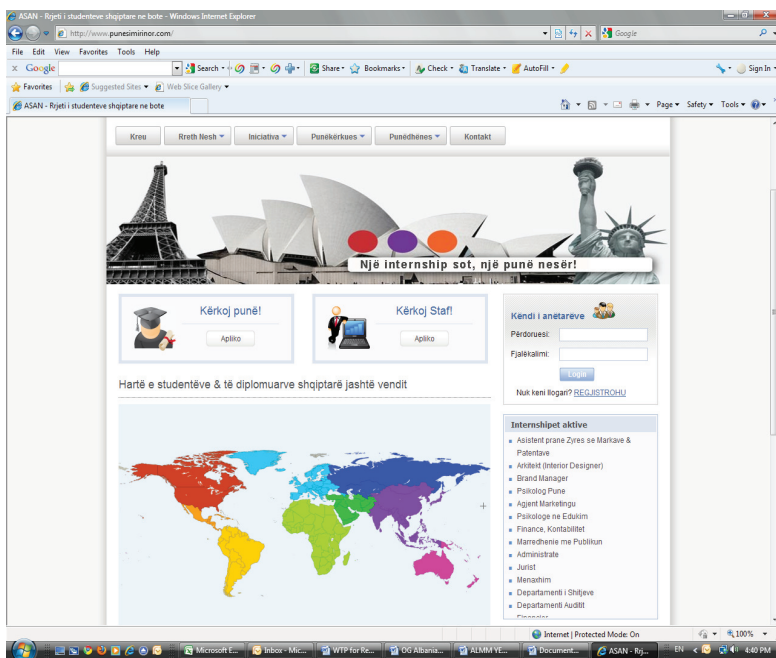 ASAN - Rrjeti i studenteve shqiptare ne bote - Windows Internet Explorer
http://www.punesimirinor.com/
Google
File Edit View Favorites Tools Help
x Google Search Share Bookmarks Check Translate AutoFill Sign In
Favorites Suggested Sites Web Slice Gallery
ASAN - Rrjeti i studenteve shqiptare ne bote
Page Safety Tools
Kreu Rreth Nesh Iniciativa Punëkërkues Punëdhënes Kontakt
Një internship sot, një punë nesër!
Kërkoj punë!
Apliko
Kërkoj Staf!
Apliko
Këndi i anëtarëve
Përdoruesi:
Fjalëkalimi:
Login
Nuk keni llogari? REGJISTROHU
Hartë e studentëve & të diplomuarve shqiptarë jashtë vendit
Internshipet aktive
Asistent prane Zyres se Markave &
Patentave
Arkitekt (Interior Designer)
Brand Manager
Psikolog Pune
Agjent Marketingu
Psikologe ne Edukim
Finance, Kontabilitet
Marredhenie me Publikun
Administrate
Jurist
Menaxhim
Departamenti i Shitjeve
Departamenti Auditit
Internet | Protected Mode: On 100%
Microsoft E... Inbox - Mic... WTP for Re... OG Albania... ALMM YE... Document... ASAN - Rrj... EN 4:40 PM